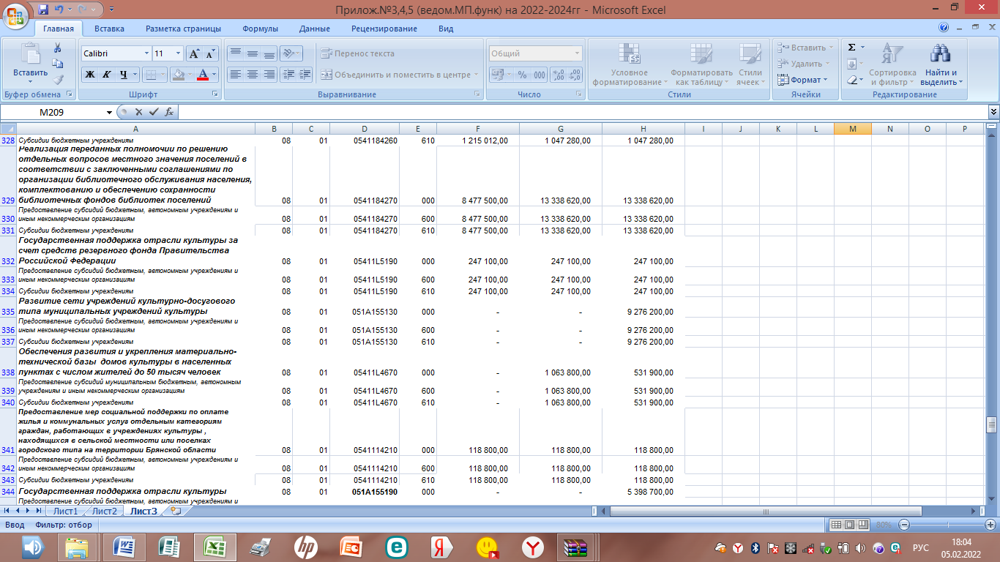 Прилож.№3,4,5 (ведом.МП.функ) на 2022-2024гг - Microsoft Excel
Главная Вставка Разметка страницы Формулы Данные Рецензирование Вид
Calibri 11 Перенос текста Общий Вставить Σ
Вставить Удалить
Ж К Ч Объединить и поместить в центре % 000 Условное форматирование Форматировать как таблицу Стили ячеек Формат Сортировка и фильтр Найти и выделить
Буфер обмена Шрифт Выравнивание Число Стили Ячейки Редактирование
M209 fx
A B C D E F G H I J K L M N O P
328 Субсидии бюджетным учреждениям 08 01 0541184260 610 1 215 012,00 1 047 280,00 1 047 280,00
Реализация переданных полномочий по решению
отдельных вопросов местного значения поселений в
соответствии с заключенными соглашениями по
организации библиотечного обслуживания населения,
комплектованию и обеспечению сохранности
329 библиотечных фондов библиотек поселений 08 01 0541184270 000 8 477 500,00 13 338 620,00 13 338 620,00
Предоставление субсидий бюджетным, автономным учреждениям и
330 иным некоммерческим организациям 08 01 0541184270 600 8 477 500,00 13 338 620,00 13 338 620,00
331 Субсидии бюджетным учреждениям 08 01 0541184270 610 8 477 500,00 13 338 620,00 13 338 620,00
Государственная поддержка отрасли культуры за
счет средств резервного фонда Правительства
332 Российской Федерации 08 01 05411L5190 000 247 100,00 247 100,00 247 100,00
Предоставление субсидий бюджетным, автономным учреждениям и
333 иным некоммерческим организациям 08 01 05411L5190 600 247 100,00 247 100,00 247 100,00
334 Субсидии бюджетным учреждениям 08 01 05411L5190 610 247 100,00 247 100,00 247 100,00
Развитие сети учреждений культурно-досугового
335 типа муниципальных учреждений культуры 08 01 051A155130 000 - - 9 276 200,00
Предоставление субсидий бюджетным, автономным учреждениям и
336 иным некоммерческим организациям 08 01 051A155130 600 - - 9 276 200,00
337 Субсидии бюджетным учреждениям 08 01 051A155130 610 - - 9 276 200,00
Обеспечения развития и укрепления материально-
технической базы домов культуры в населенных
338 пунктах с числом жителей до 50 тысяч человек 08 01 05411L4670 000 - 1 063 800,00 531 900,00
Предоставление субсидий муниципальным бюджетным, автономным
339 учреждениям и иным некоммерческим организациям 08 01 05411L4670 600 - 1 063 800,00 531 900,00
340 Субсидии бюджетным учреждениям 08 01 05411L4670 610 - 1 063 800,00 531 900,00
Предоставление мер социальной поддержки по оплате
жилья и коммунальных услуг отдельным категориям
граждан, работающих в учреждениях культуры ,
находящихся в сельской местности или поселках
341 городского типа на территории Брянской области 08 01 0541114210 000 118 800,00 118 800,00 118 800,00
Предоставление субсидий бюджетным, автономным учреждениям и
342 иным некоммерческим организациям 08 01 0541114210 600 118 800,00 118 800,00 118 800,00
343 Субсидии бюджетным учреждениям 08 01 0541114210 610 118 800,00 118 800,00 118 800,00
344 Государственная поддержка отрасли культуры 08 01 051A155190 000 - - 5 398 700,00
Предоставление субсидий бюджетным, автономным учреждениям и
Лист1 Лист2 Лист3
Ввод Фильтр: отбор 80%
РУС 18:04
05.02.2022